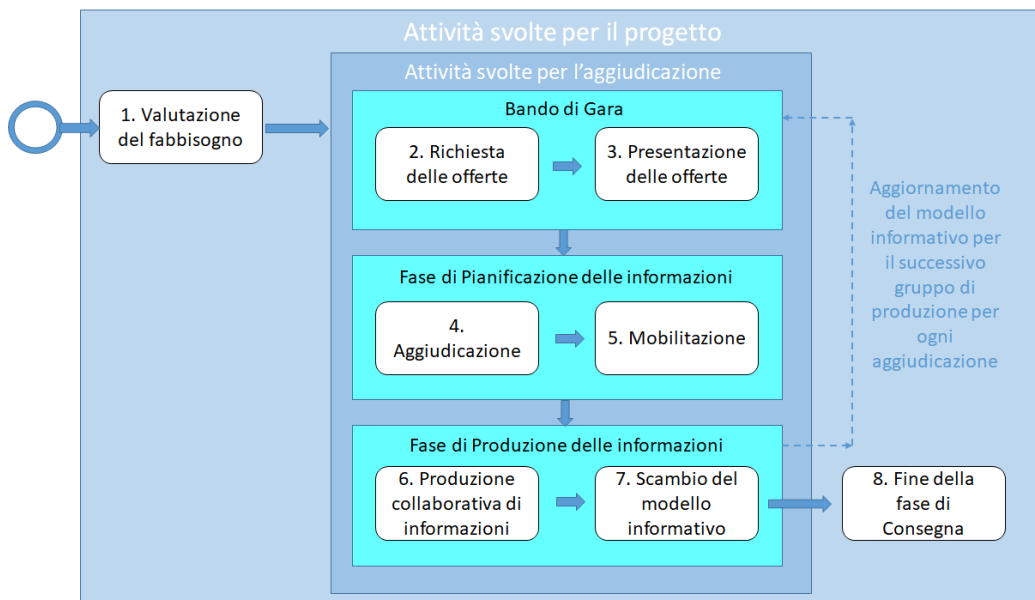 Attività svolte per il progetto
Attività svolte per l’aggiudicazione
1. Valutazione
del fabbisogno
Bando di Gara
2. Richiesta
delle offerte
3. Presentazione
delle offerte
Fase di Pianificazione delle informazioni
4.
Aggiudicazione
5. Mobilitazione
Fase di Produzione delle informazioni
6. Produzione
collaborativa di
informazioni
7. Scambio del
modello
informativo
8. Fine della
fase di
Consegna
Aggiornamento
del modello
informativo per
il successivo
gruppo di
produzione per
ogni
aggiudicazione